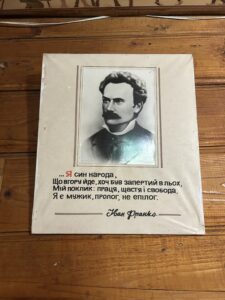 ... Я син народа,
Що вгору йде, хоч був запертий в льох,
Мій поклик: праця, щастя і свобода,
Я є мужик, пролог, не епілог.
Іван Франко